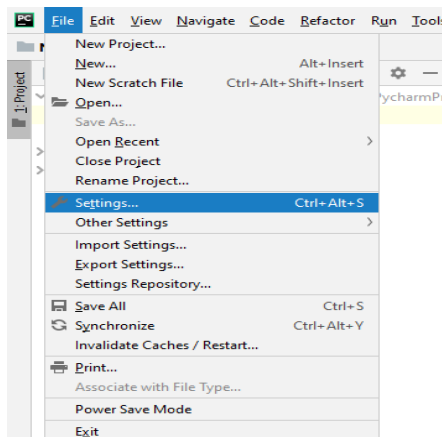 PC File Edit View Navigate Code Refactor Run Tools
New Project...
New... Alt+Insert
New Scratch File Ctrl+Alt+Shift+Insert
Open...
Save As...
Open Recent
Close Project
Rename Project...
Settings... Ctrl+Alt+S
Other Settings
Import Settings...
Export Settings...
Settings Repository...
Save All Ctrl+S
Synchronize Ctrl+Alt+Y
Invalidate Caches / Restart...
Print...
Associate with File Type...
Power Save Mode
Exit
1: Project
ycharmPr